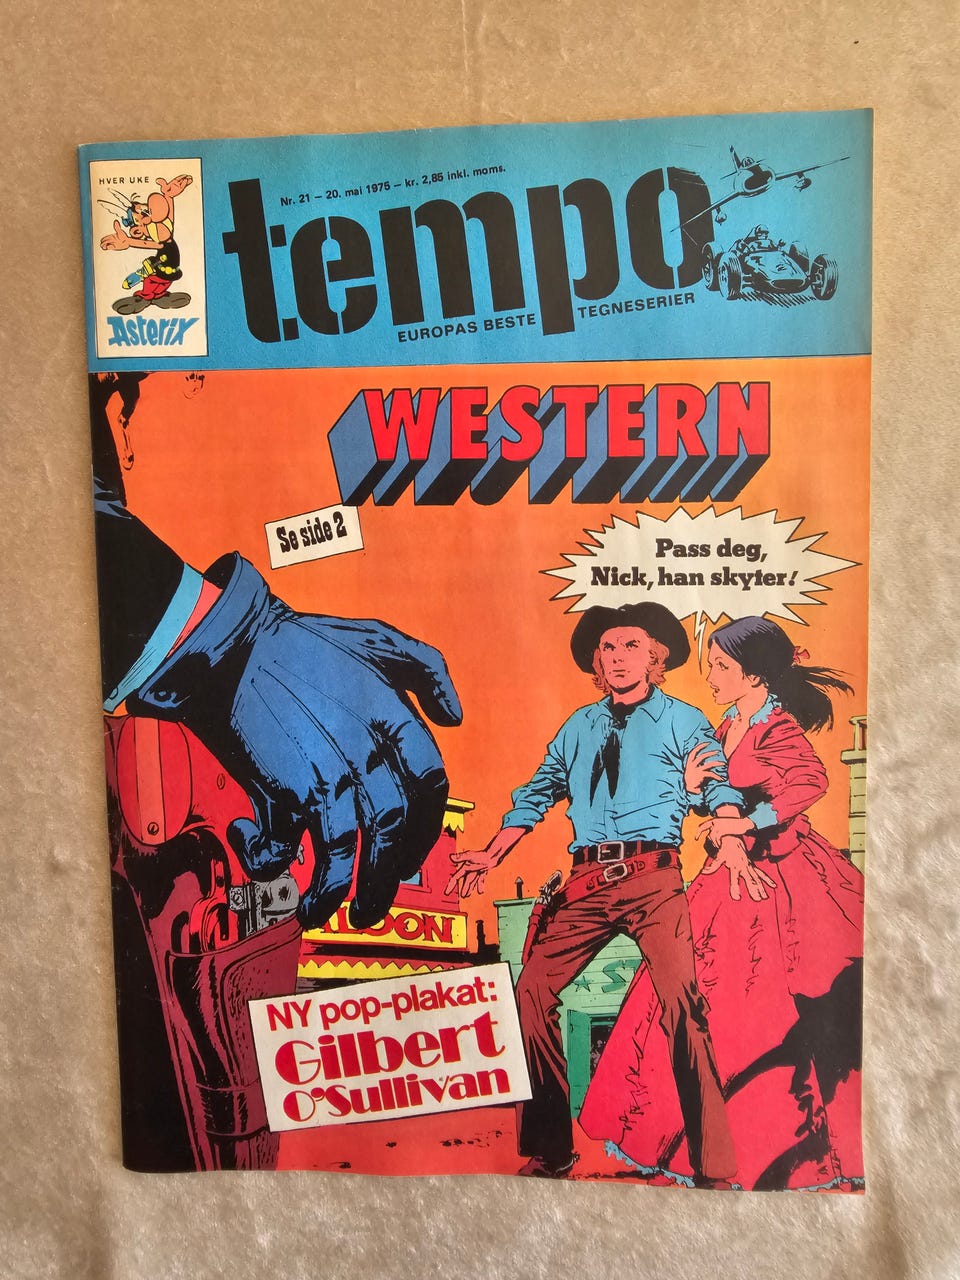 HVER UKE
Asterix
Nr. 21 – 20. mai 1975 – kr. 2,85 inkl. moms.
tempo
EUROPAS BESTE TEGNESERIER
WESTERN
Se side 2
Pass deg,
Nick, han skyter!
ALOON
NY pop-plakat:
Gilbert
O'Sullivan